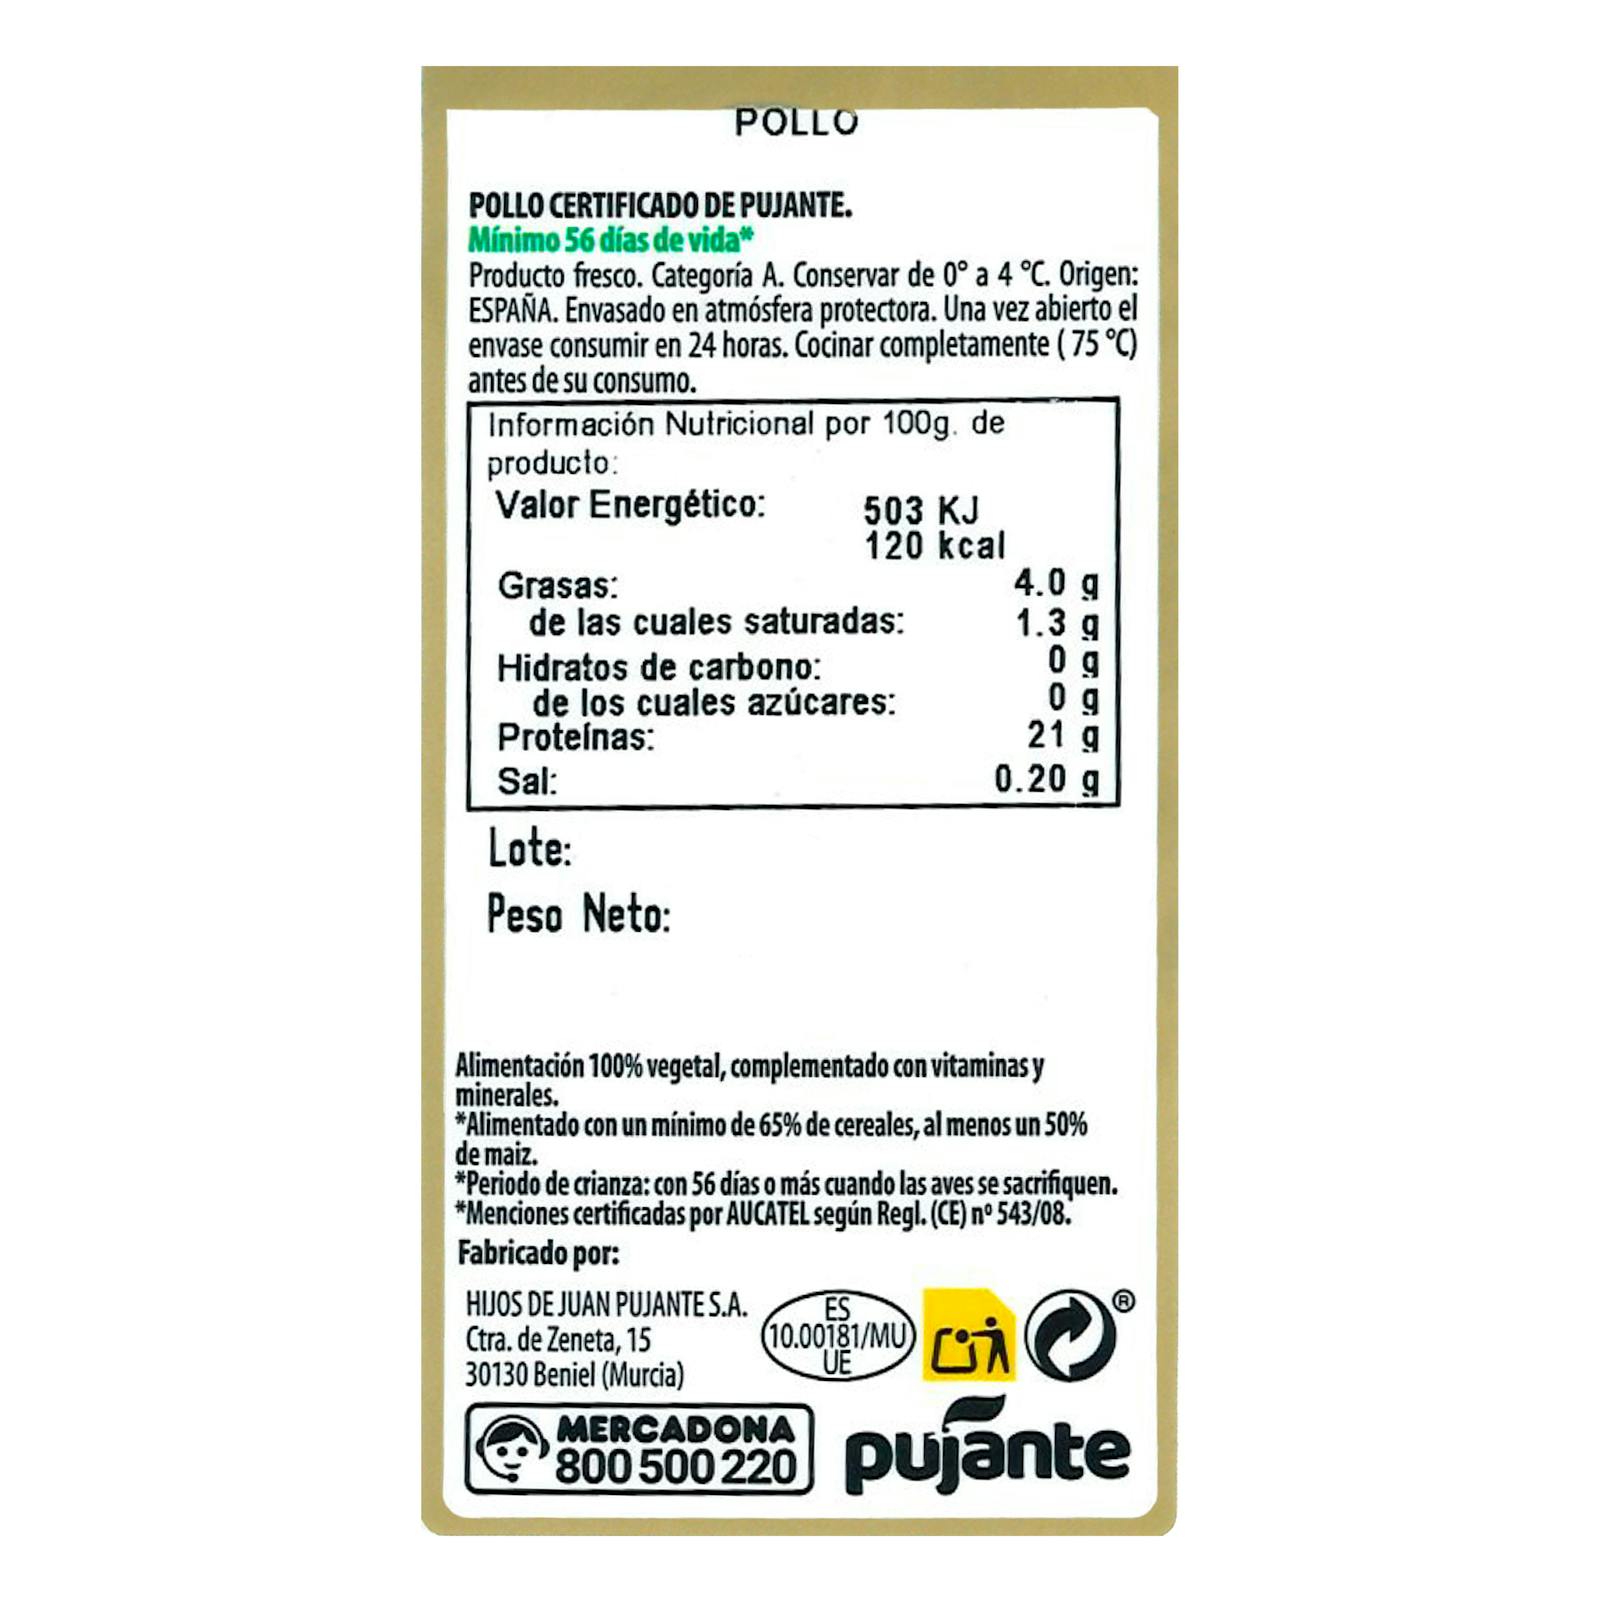 POLLO
POLLO CERTIFICADO DE PUJANTE.
Mínimo 56 días de vida*
Producto fresco. Categoría A. Conservar de 0° a 4 °C. Origen:
ESPAÑA. Envasado en atmósfera protectora. Una vez abierto el
envase consumir en 24 horas. Cocinar completamente ( 75 °C)
antes de su consumo.
Información Nutricional por 100g. de
producto:
Valor Energético: 503 KJ
120 kcal
Grasas: 4.0 g
de las cuales saturadas: 1.3 g
Hidratos de carbono: 0 g
de los cuales azúcares: 0 g
Proteínas: 21 g
Sal: 0.20 g
Lote:
Peso Neto:
Alimentación 100% vegetal, complementado con vitaminas y
minerales.
*Alimentado con un mínimo de 65% de cereales, al menos un 50%
de maiz.
*Periodo de crianza: con 56 días o más cuando las aves se sacrifiquen.
*Menciones certificadas por AUCATEL según Regl. (CE) nº 543/08.
Fabricado por:
HIJOS DE JUAN PUJANTE S.A.
Ctra. de Zeneta, 15
30130 Beniel (Murcia)
ES
10.00181/MU
UE
®
MERCADONA
800 500 220
pujante